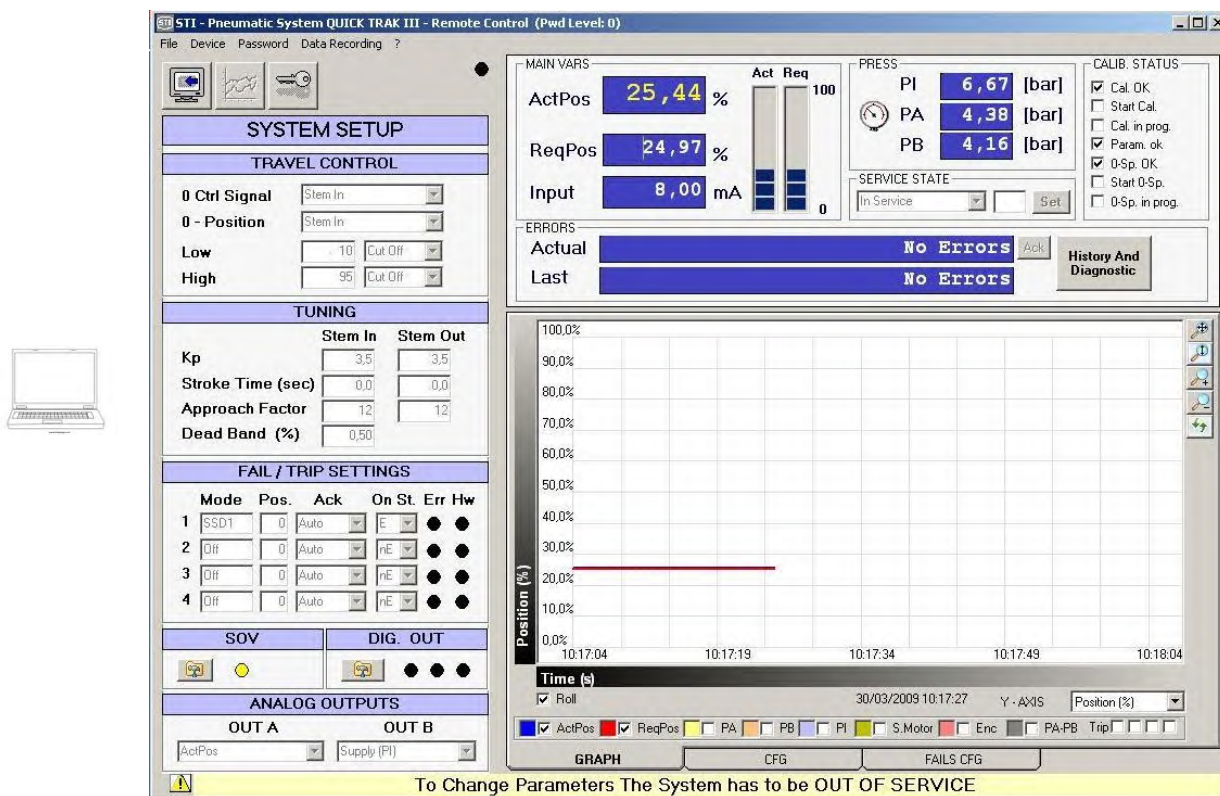 STI - Pneumatic System QUICK TRAK III - Remote Control (Pwd Level: 0)
File Device Password Data Recording ?
SYSTEM SETUP
TRAVEL CONTROL
0 Ctrl Signal Stem In
0 - Position Stem In
Low 10 Cut Off
High 95 Cut Off
TUNING
Stem In Stem Out
Kp 3,5 3,5
Stroke Time (sec) 0,0 0,0
Approach Factor 12 12
Dead Band (%) 0,50
FAIL / TRIP SETTINGS
Mode Pos. Ack On St. Err Hw
1 SSD1 0 Auto E
2 Off 0 Auto nE
3 Off 0 Auto nE
4 Off 0 Auto nE
SOV DIG. OUT
ANALOG OUTPUTS
OUT A OUT B
ActPos Supply (PI)
MAIN VARS
ActPos 25,44 %
ReqPos 24,97 %
Input 8,00 mA
Act Req
100
0
PRESS
PI 6,67 [bar]
PA 4,38 [bar]
PB 4,16 [bar]
SERVICE STATE
In Service Set
CALIB. STATUS
Cal. OK
Start Cal.
Cal. in prog.
Param. ok
0-Sp. OK
Start 0-Sp.
0-Sp. in prog.
ERRORS
Actual No Errors Ack
Last No Errors
History And
Diagnostic
100,0%
90,0%
80,0%
70,0%
60,0%
50,0%
40,0%
30,0%
20,0%
10,0%
0,0%
Position (%)
10:17:04 10:17:19 10:17:34 10:17:49 10:18:04
Time (s)
Roll 30/03/2009 10:17:27 Y - AXIS Position (%)
ActPos ReqPos PA PB PI S.Motor Enc PA-PB Trip
GRAPH CFG FAILS CFG
To Change Parameters The System has to be OUT OF SERVICE